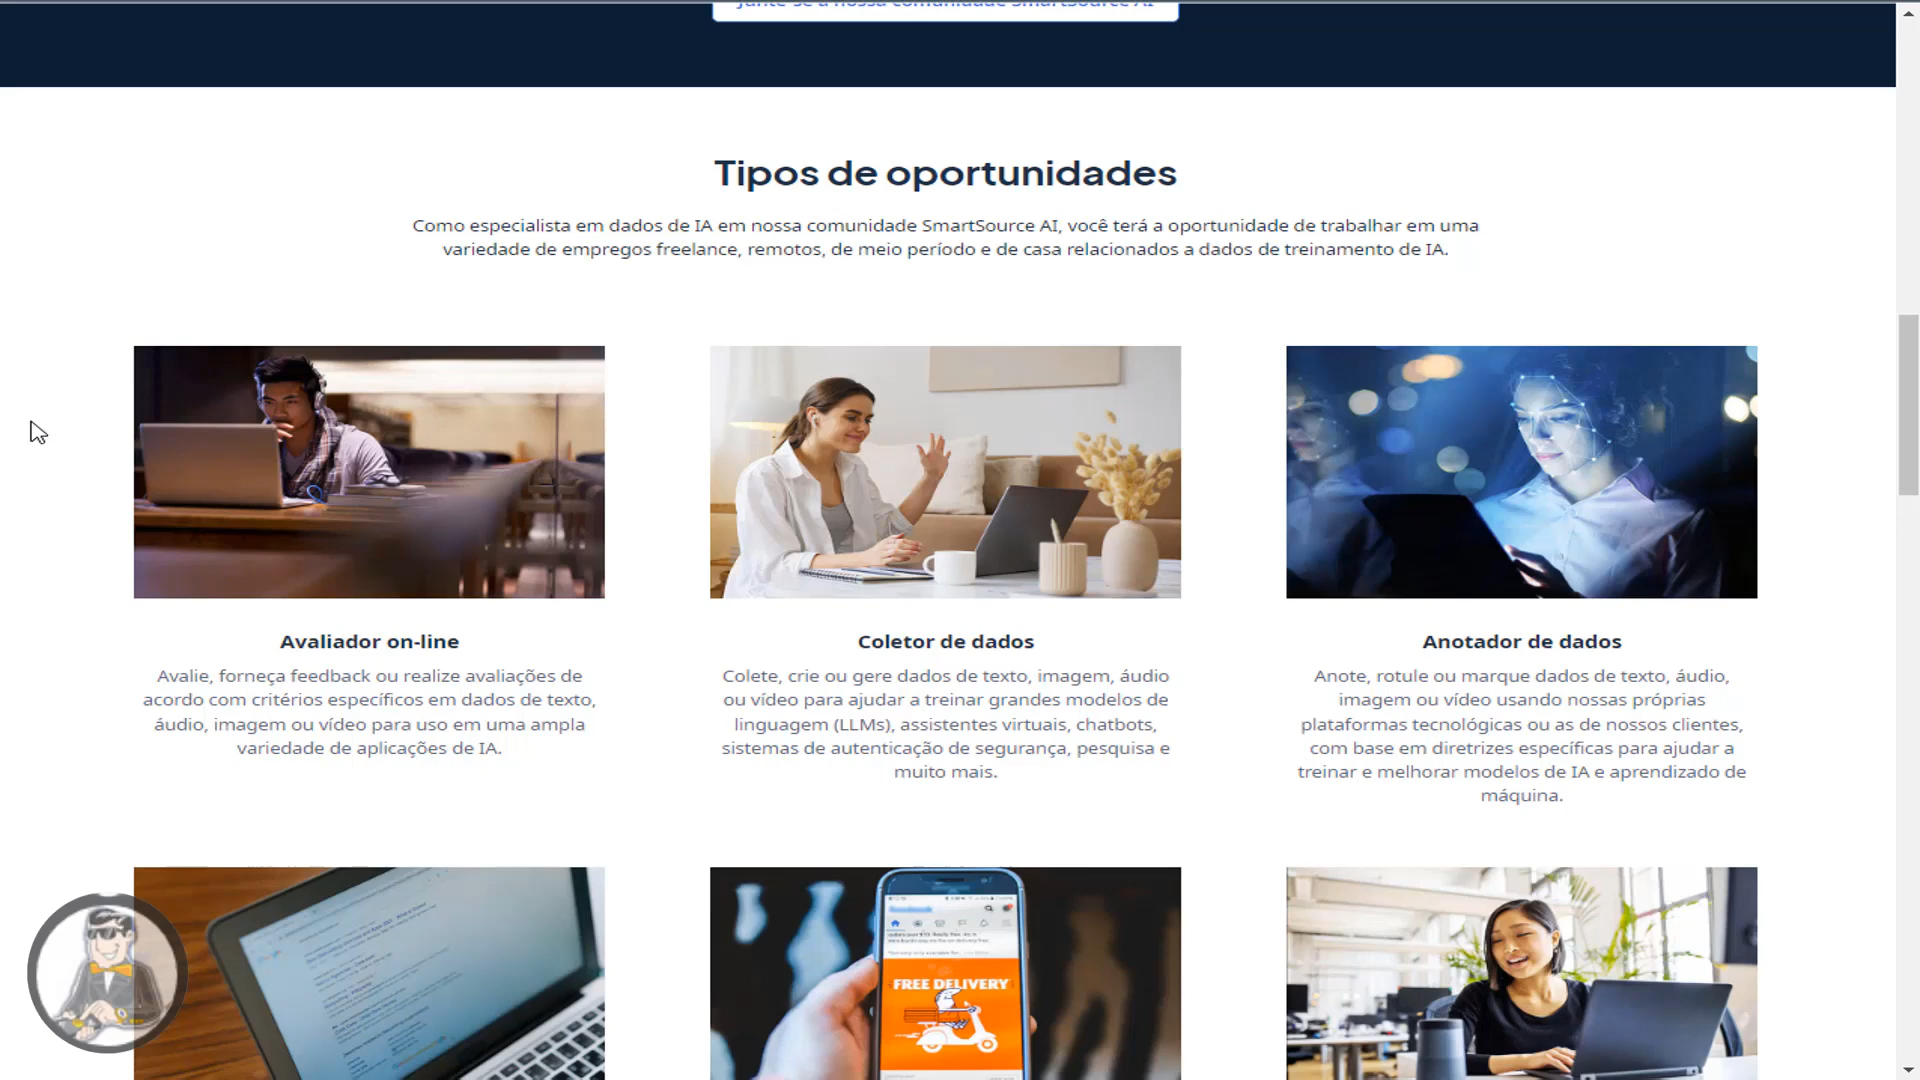 Junte-se à nossa comunidade SmartSource AI
Tipos de oportunidades
Como especialista em dados de IA em nossa comunidade SmartSource AI, você terá a oportunidade de trabalhar em uma
variedade de empregos freelance, remotos, de meio período e de casa relacionados a dados de treinamento de IA.
Avaliador on-line
Avalie, forneça feedback ou realize avaliações de
acordo com critérios específicos em dados de texto,
áudio, imagem ou vídeo para uso em uma ampla
variedade de aplicações de IA.
Coletor de dados
Colete, crie ou gere dados de texto, imagem, áudio
ou vídeo para ajudar a treinar grandes modelos de
linguagem (LLMs), assistentes virtuais, chatbots,
sistemas de autenticação de segurança, pesquisa e
muito mais.
Anotador de dados
Anote, rotule ou marque dados de texto, áudio,
imagem ou vídeo usando nossas próprias
plataformas tecnológicas ou as de nossos clientes,
com base em diretrizes específicas para ajudar a
treinar e melhorar modelos de IA e aprendizado de
máquina.
FREE DELIVERY